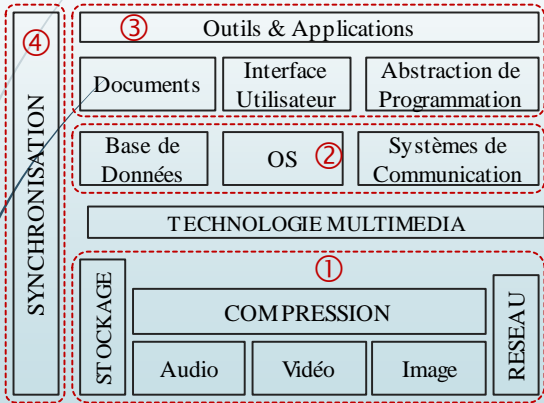 ④
SYNCHRONISATION
③ Outils & Applications
Documents
Interface
Utilisateur
Abstraction de
Programmation
Base de
Données
OS ②
Systèmes de
Communication
TECHNOLOGIE MULTIMEDIA
①
STOCKAGE
COMPRESSION
Audio
Vidéo
Image
RESEAU